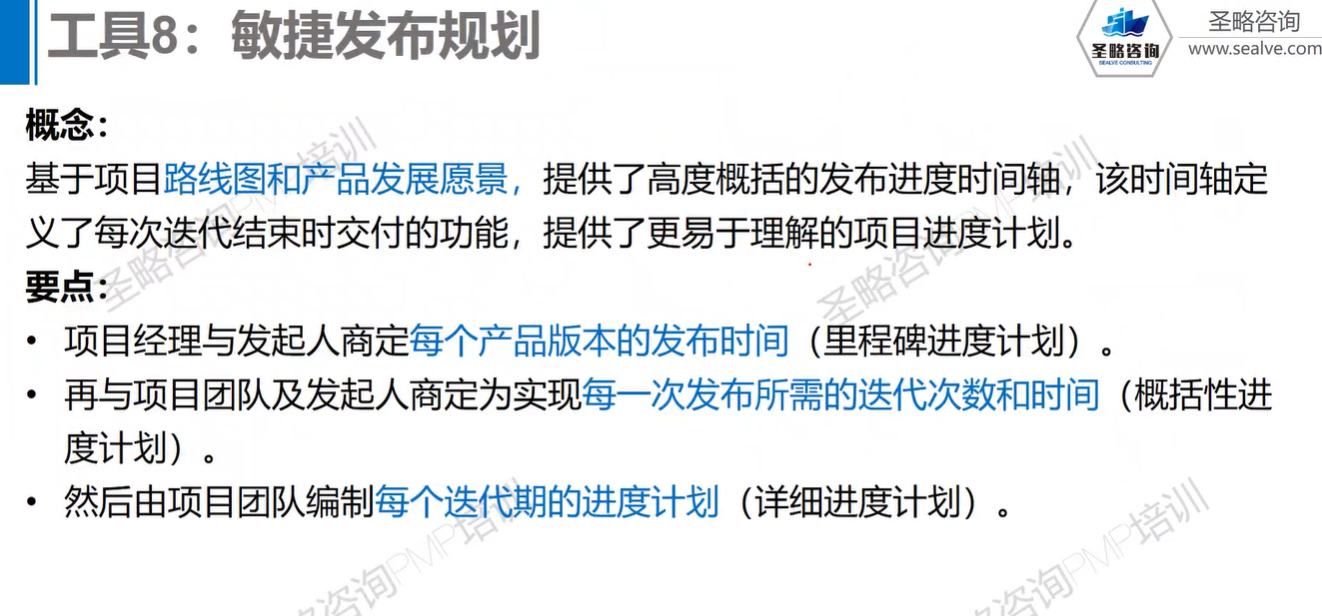 工具8：敏捷发布规划
圣略咨询
SEALVE CONSULTING
圣略咨询
www.sealve.com
概念：
基于项目路线图和产品发展愿景，提供了高度概括的发布进度时间轴，该时间轴定
义了每次迭代结束时交付的功能，提供了更易于理解的项目进度计划。
要点：
• 项目经理与发起人商定每个产品版本的发布时间（里程碑进度计划）。
• 再与项目团队及发起人商定为实现每一次发布所需的迭代次数和时间（概括性进
度计划）。
• 然后由项目团队编制每个迭代期的进度计划（详细进度计划）。
圣略咨询PMP培训
圣略咨询PMP培训
圣略咨询PMP培训
圣略咨询PMP培训